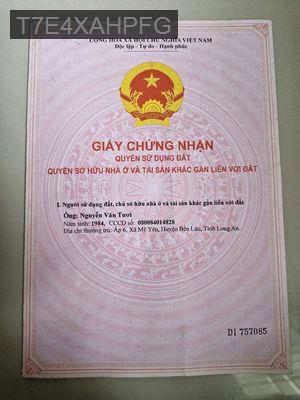 T7E4XAHPFG
CỘNG HÒA XÃ HỘI CHỦ NGHĨA VIỆT NAM
Độc lập - Tự do - Hạnh phúc
GIẤY CHỨNG NHẬN
QUYỀN SỬ DỤNG ĐẤT
QUYỀN SỞ HỮU NHÀ Ở VÀ TÀI SẢN KHÁC GẮN LIỀN VỚI ĐẤT
I. Người sử dụng đất, chủ sở hữu nhà ở và tài sản khác gắn liền với đất
Ông: Nguyễn Văn Tươi
Năm sinh: 1984, CCCD số: 080084014828
Địa chỉ thường trú: Ấp 6, Xã Mỹ Yên, Huyện Bến Lức, Tỉnh Long An.
DI 757085